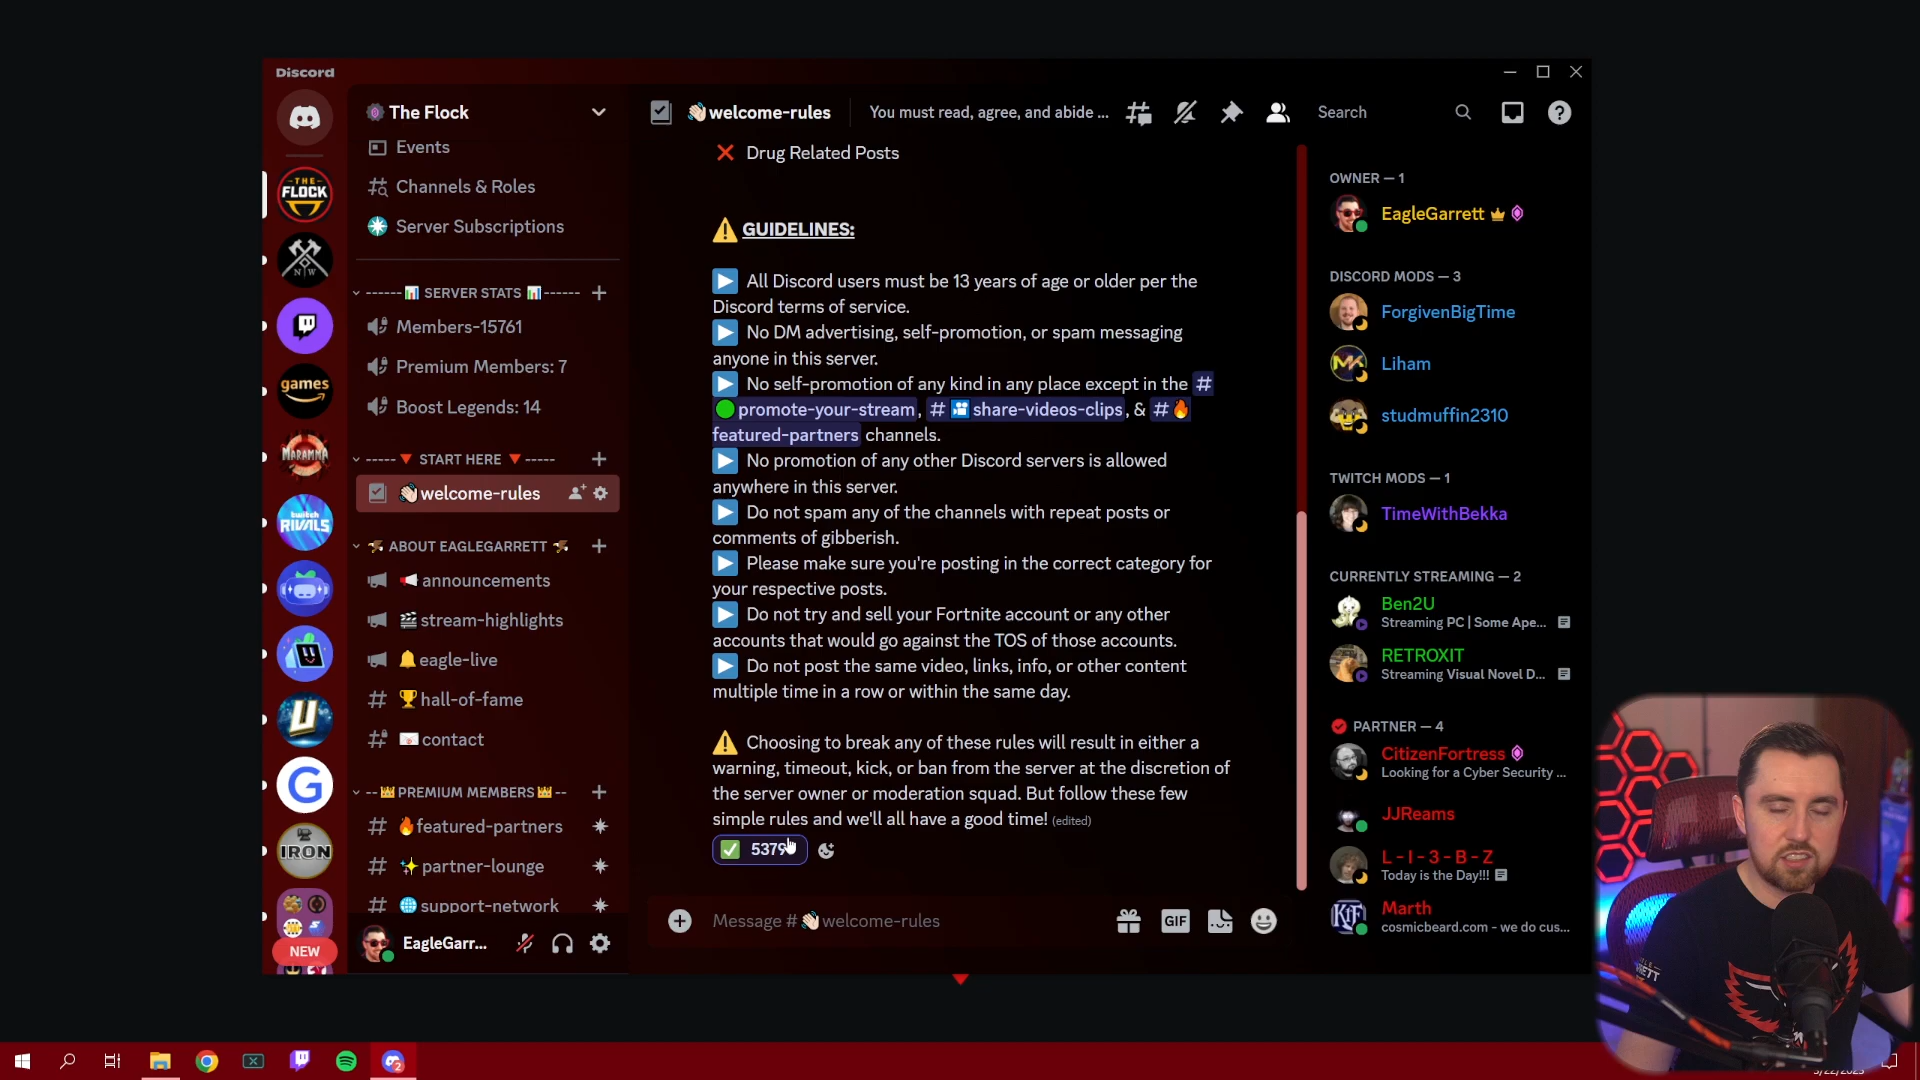 Discord
The Flock
Events
Channels & Roles
Server Subscriptions
------ SERVER STATS ------
Members-15761
Premium Members: 7
Boost Legends: 14
----- START HERE -----
welcome-rules
ABOUT EAGLEGARRETT
announcements
stream-highlights
eagle-live
hall-of-fame
contact
-- PREMIUM MEMBERS --
featured-partners
partner-lounge
support-network
EagleGarr...
THE
FLOCK
N W
games
MARAMMA
twitch
RIVALS
U
G
IRON
NEW
welcome-rules
You must read, agree, and abide ...
Search
Drug Related Posts
GUIDELINES:
All Discord users must be 13 years of age or older per the
Discord terms of service.
No DM advertising, self-promotion, or spam messaging
anyone in this server.
No self-promotion of any kind in any place except in the #
promote-your-stream, # share-videos-clips, & #
featured-partners channels.
No promotion of any other Discord servers is allowed
anywhere in this server.
Do not spam any of the channels with repeat posts or
comments of gibberish.
Please make sure you're posting in the correct category for
your respective posts.
Do not try and sell your Fortnite account or any other
accounts that would go against the TOS of those accounts.
Do not post the same video, links, info, or other content
multiple time in a row or within the same day.
Choosing to break any of these rules will result in either a
warning, timeout, kick, or ban from the server at the discretion of
the server owner or moderation squad. But follow these few
simple rules and we'll all have a good time! (edited)
5379
Message # welcome-rules
GIF
OWNER — 1
EagleGarrett
DISCORD MODS — 3
ForgivenBigTime
Liham
studmuffin2310
TWITCH MODS — 1
TimeWithBekka
CURRENTLY STREAMING — 2
Ben2U
Streaming PC | Some Ape...
RETROXIT
Streaming Visual Novel D...
PARTNER — 4
CitizenFortress
Looking for a Cyber Security ...
JJReams
L - I - 3 - B - Z
Today is the Day!!!
Marth
cosmicbeard.com - we do cus...
KTF
2